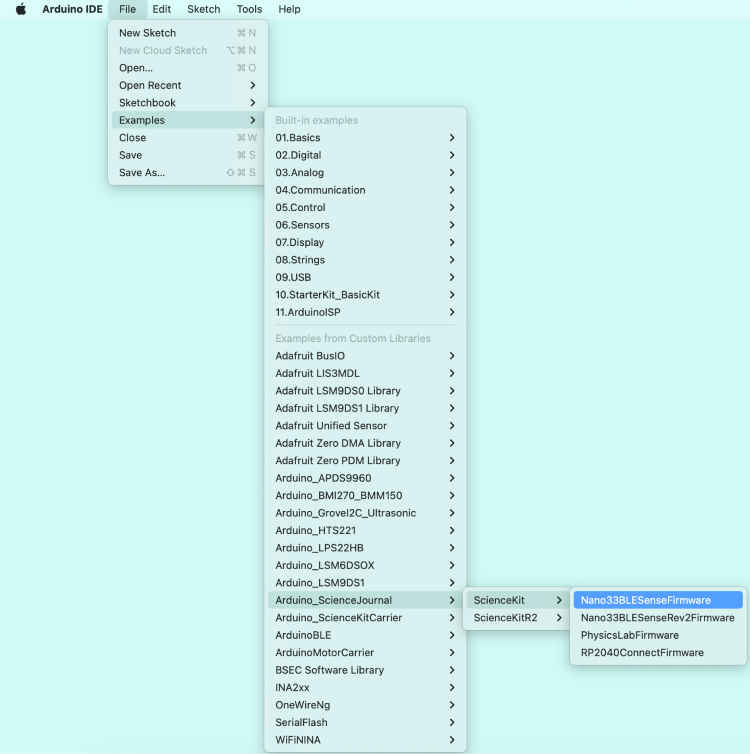 Arduino IDE File Edit Sketch Tools Help
New Sketch ⌘ N
New Cloud Sketch ⌥⌘ N
Open... ⌘ O
Open Recent
Sketchbook
Examples
Close ⌘ W
Save ⌘ S
Save As... ⇧⌘ S
Built-in examples
01.Basics
02.Digital
03.Analog
04.Communication
05.Control
06.Sensors
07.Display
08.Strings
09.USB
10.StarterKit_BasicKit
11.ArduinoISP
Examples from Custom Libraries
Adafruit BusIO
Adafruit LIS3MDL
Adafruit LSM9DS0 Library
Adafruit LSM9DS1 Library
Adafruit Unified Sensor
Adafruit Zero DMA Library
Adafruit Zero PDM Library
Arduino_APDS9960
Arduino_BMI270_BMM150
Arduino_GroveI2C_Ultrasonic
Arduino_HTS221
Arduino_LPS22HB
Arduino_LSM6DSOX
Arduino_LSM9DS1
Arduino_ScienceJournal
Arduino_ScienceKitCarrier
ArduinoBLE
ArduinoMotorCarrier
BSEC Software Library
INA2xx
OneWireNg
SerialFlash
WiFiNINA
ScienceKit
ScienceKitR2
Nano33BLESenseFirmware
Nano33BLESenseRev2Firmware
PhysicsLabFirmware
RP2040ConnectFirmware